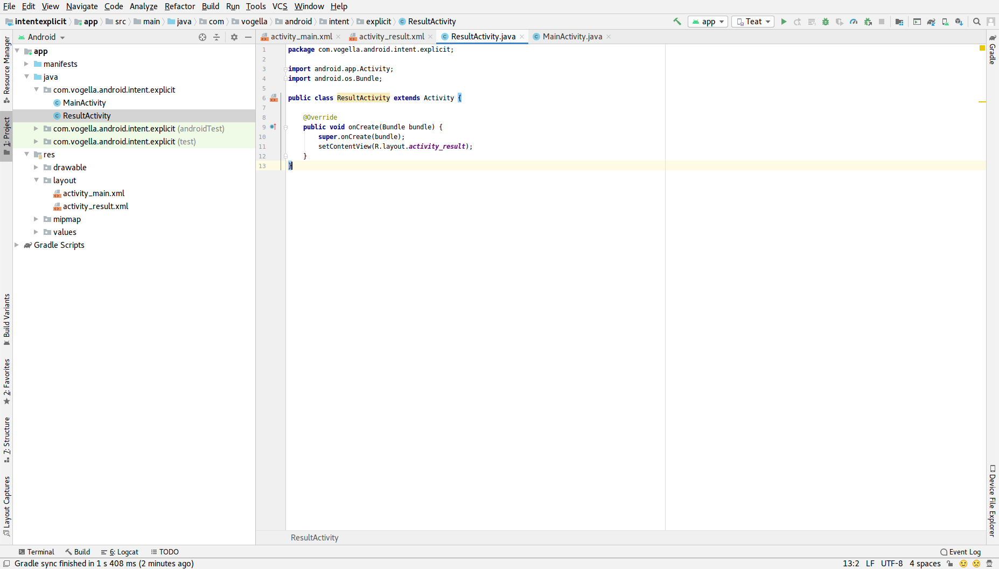 File Edit View Navigate Code Analyze Refactor Build Run Tools VCS Window Help
intentexplicit app src main java com vogella android intent explicit ResultActivity app Teat
Android
activity_main.xml activity_result.xml ResultActivity.java MainActivity.java
Resource Manager
1: Project
Build Variants
2: Favorites
7: Structure
Layout Captures
app
manifests
java
com.vogella.android.intent.explicit
MainActivity
ResultActivity
com.vogella.android.intent.explicit (androidTest)
com.vogella.android.intent.explicit (test)
res
drawable
layout
activity_main.xml
activity_result.xml
mipmap
values
Gradle Scripts
1 package com.vogella.android.intent.explicit;
2
3 import android.app.Activity;
4 import android.os.Bundle;
5
6 public class ResultActivity extends Activity {
7
8 @Override
9 public void onCreate(Bundle bundle) {
10 super.onCreate(bundle);
11 setContentView(R.layout.activity_result);
12 }
13 }
ResultActivity
Gradle
Device File Explorer
Terminal Build 6: Logcat TODO Event Log
Gradle sync finished in 1 s 408 ms (2 minutes ago) 13:2 LF UTF-8 4 spaces